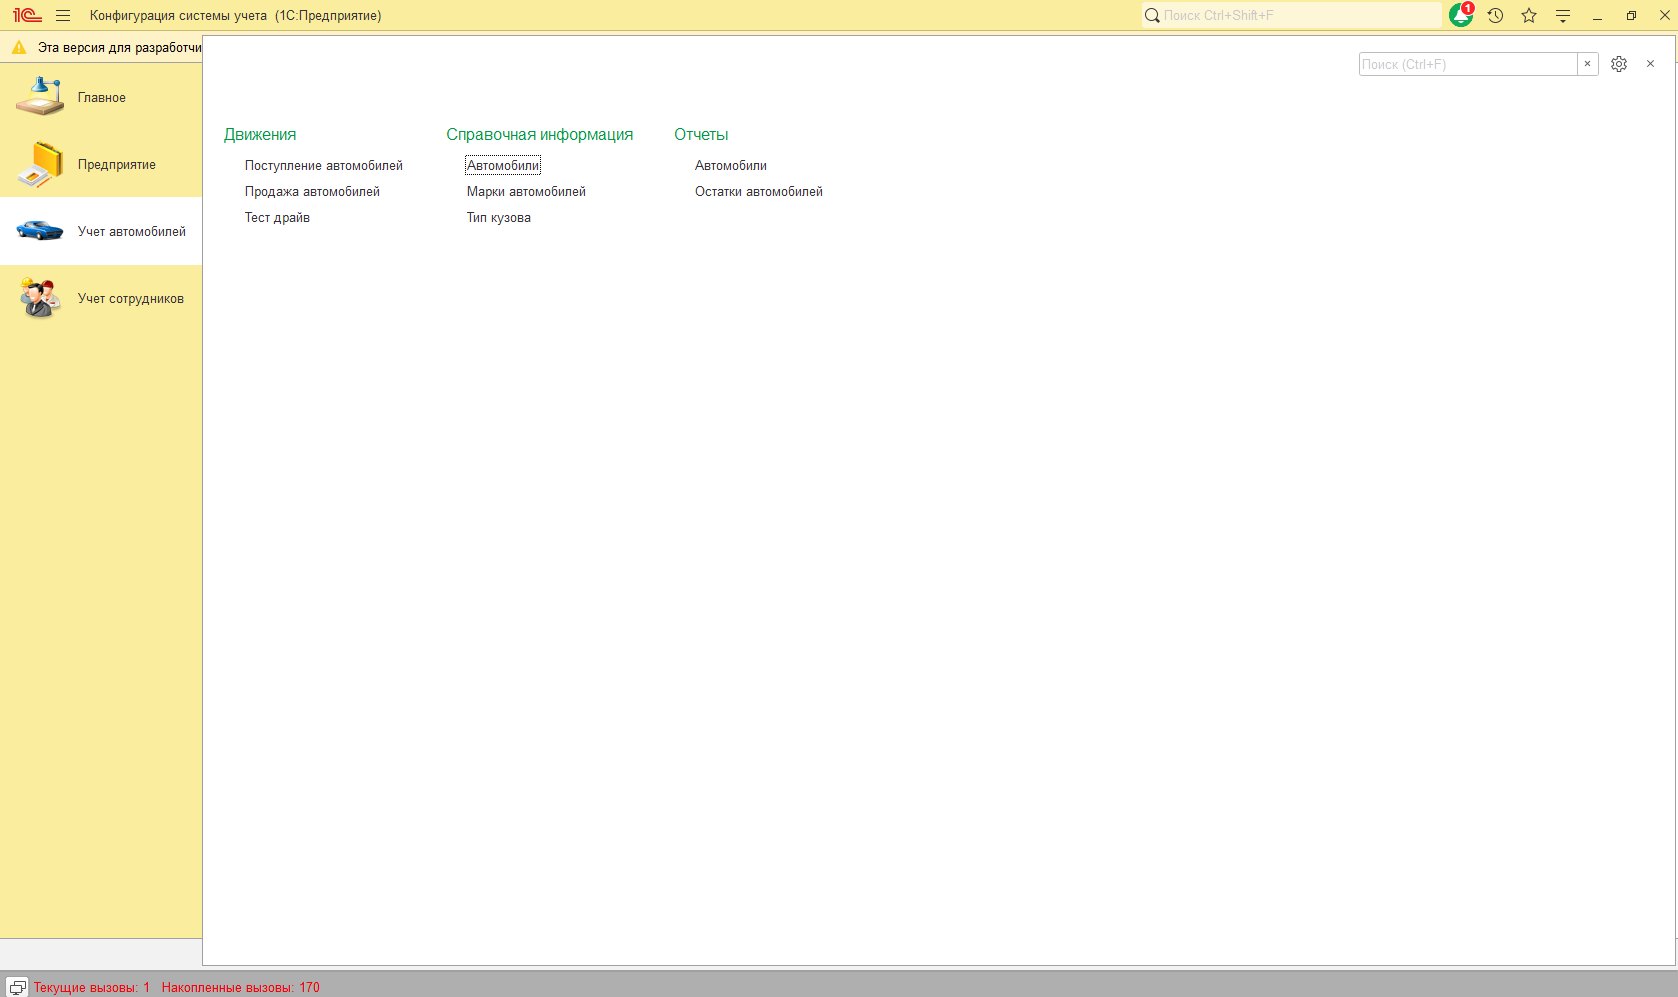 1С Конфигурация системы учета (1С:Предприятие) Поиск Ctrl+Shift+F 1
Эта версия для разработчи
Поиск (Ctrl+F)
Главное
Предприятие
Учет автомобилей
Учет сотрудников
Движения
Поступление автомобилей
Продажа автомобилей
Тест драйв
Справочная информация
Автомобили
Марки автомобилей
Тип кузова
Отчеты
Автомобили
Остатки автомобилей
Текущие вызовы: 1 Накопленные вызовы: 170